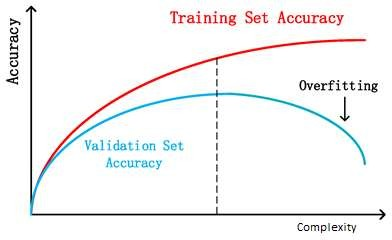 Training Set Accuracy
Accuracy
Overfitting
Validation Set
Accuracy
Complexity